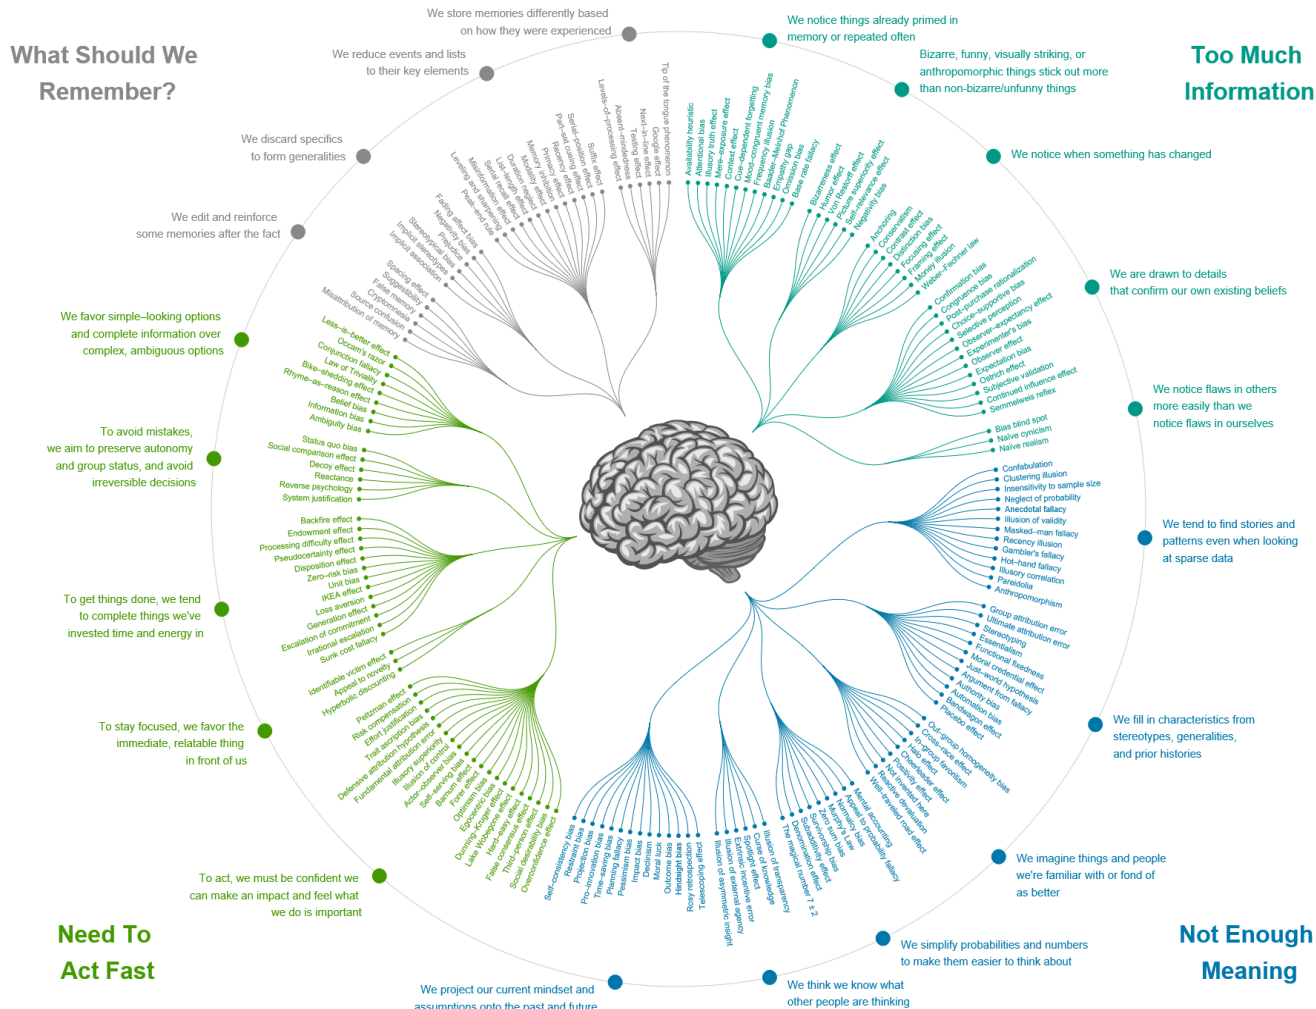 What Should We
Remember?
We store memories differently based
on how they were experienced
We reduce events and lists
to their key elements
We discard specifics
to form generalities
We edit and reinforce
some memories after the fact
Tip of the tongue phenomenon
Google effect
Next–in–line effect
Testing effect
Absent–mindedness
Levels–of–processing effect
Suffix effect
Serial–position effect
Part–set cueing effect
Recency effect
Primacy effect
Memory inhibition
Modality effect
Duration neglect
List–length effect
Serial recall effect
Misinformation effect
Leveling and sharpening
Peak–end rule
Fading affect bias
Negativity bias
Prejudice
Stereotypical bias
Implicit stereotypes
Implicit association
Spacing effect
Suggestibility
False memory
Cryptomnesia
Source confusion
Misattribution of memory
Too Much
Information
We notice things already primed in
memory or repeated often
Bizarre, funny, visually striking, or
anthropomorphic things stick out more
than non-bizarre/unfunny things
We notice when something has changed
We are drawn to details
that confirm our own existing beliefs
We notice flaws in others
more easily than we
notice flaws in ourselves
Availability heuristic
Attentional bias
Illusory truth effect
Mere–exposure effect
Context effect
Cue–dependent forgetting
Mood–congruent memory bias
Frequency illusion
Baader–Meinhof Phenomenon
Empathy gap
Omission bias
Base rate fallacy
Bizarreness effect
Humor effect
Von Restorff effect
Picture superiority effect
Self–relevance effect
Negativity bias
Anchoring
Conservatism
Contrast effect
Distinction bias
Focusing effect
Framing effect
Money illusion
Weber–Fechner law
Confirmation bias
Congruence bias
Post–purchase rationalization
Choice–supportive bias
Selective perception
Observer–expectancy effect
Experimenter's bias
Observer effect
Expectation bias
Ostrich effect
Subjective validation
Continued influence effect
Semmelweis reflex
Bias blind spot
Naïve cynicism
Naïve realism
Confabulation
Clustering illusion
Insensitivity to sample size
Neglect of probability
Anecdotal fallacy
Illusion of validity
Masked–man fallacy
Recency illusion
Gambler's fallacy
Hot–hand fallacy
Illusory correlation
Pareidolia
Anthropomorphism
Group attribution error
Ultimate attribution error
Stereotyping
Essentialism
Functional fixedness
Moral credential effect
Just–world hypothesis
Argument from fallacy
Authority bias
Automation bias
Bandwagon effect
Placebo effect
Out–group homogeneity bias
Cross–race effect
In–group favoritism
Halo effect
Cheerleader effect
Positivity effect
Not invented here
Reactive devaluation
Well–traveled road effect
Mental accounting
Appeal to probability fallacy
Normalcy bias
Murphy's Law
Zero sum bias
Survivorship bias
Subadditivity effect
Denomination effect
The magical number 7 ± 2
Illusion of transparency
Curse of knowledge
Spotlight effect
Extrinsic incentive error
Illusion of external agency
Illusion of asymmetric insight
Telescoping effect
Rosy retrospection
Hindsight bias
Outcome bias
Moral luck
Declinism
Impact bias
Pessimism bias
Planning fallacy
Time–saving bias
Pro–innovation bias
Projection bias
Restraint bias
Self–consistency bias
We tend to find stories and
patterns even when looking
at sparse data
We fill in characteristics from
stereotypes, generalities,
and prior histories
We imagine things and people
we're familiar with or fond of
as better
We simplify probabilities and numbers
to make them easier to think about
We think we know what
other people are thinking
We project our current mindset and
assumptions onto the past and future
Not Enough
Meaning
We favor simple–looking options
and complete information over
complex, ambiguous options
To avoid mistakes,
we aim to preserve autonomy
and group status, and avoid
irreversible decisions
To get things done, we tend
to complete things we've
invested time and energy in
To stay focused, we favor the
immediate, relatable thing
in front of us
To act, we must be confident we
can make an impact and feel what
we do is important
Less–is–better effect
Occam's razor
Conjunction fallacy
Law of Triviality
Bike–shedding effect
Rhyme–as–reason effect
Belief bias
Information bias
Ambiguity bias
Status quo bias
Social comparison effect
Decoy effect
Reactance
Reverse psychology
System justification
Backfire effect
Endowment effect
Processing difficulty effect
Pseudocertainty effect
Disposition effect
Zero–risk bias
Unit bias
IKEA effect
Loss aversion
Generation effect
Escalation of commitment
Irrational escalation
Sunk cost fallacy
Identifiable victim effect
Appeal to novelty
Hyperbolic discounting
Peltzman effect
Risk compensation
Effort justification
Trait ascription bias
Defensive attribution hypothesis
Fundamental attribution error
Illusory superiority
Illusion of control
Actor–observer bias
Self–serving bias
Barnum effect
Forer effect
Optimism bias
Egocentric bias
Dunning-Kruger effect
Lake Wobegone effect
Hard–easy effect
False consensus effect
Third–person effect
Social desirability bias
Overconfidence effect
Need To
Act Fast